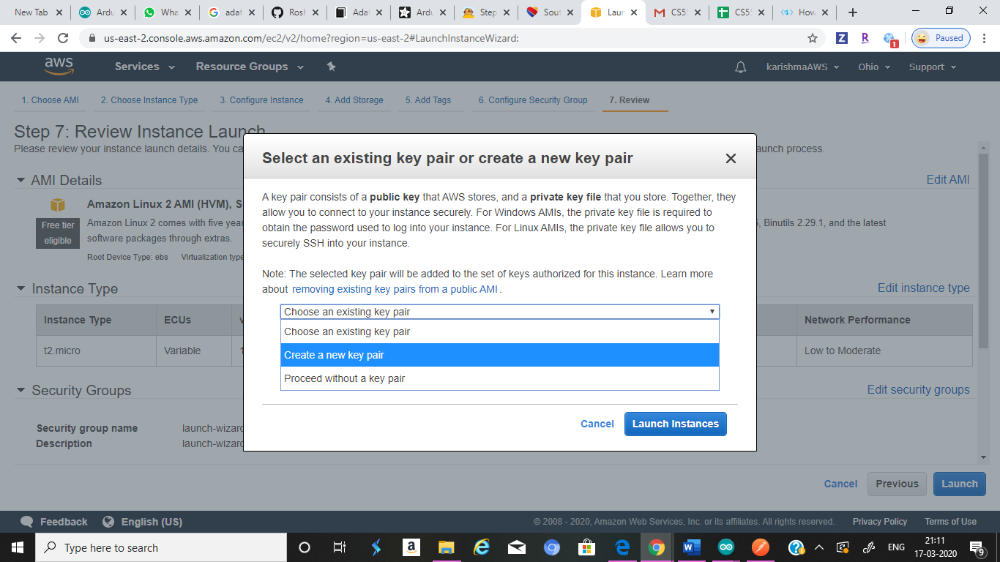 New Tab
Ardu
Wha
adaf
Rosh
Adaf
Ardu
Step
Sout
Laun
CS55
CS55
How
us-east-2.console.aws.amazon.com/ec2/v2/home?region=us-east-2#LaunchInstanceWizard:
Z
R
1
Paused
aws
Services
Resource Groups
karishmaAWS
Ohio
Support
1. Choose AMI
2. Choose Instance Type
3. Configure Instance
4. Add Storage
5. Add Tags
6. Configure Security Group
7. Review
Step 7: Review Instance Launch
Please review your instance launch details. You ca
aunch process.
AMI Details
Edit AMI
Amazon Linux 2 AMI (HVM), S
Free tier
eligible
Amazon Linux 2 comes with five year
, Binutils 2.29.1, and the latest
software packages through extras.
Root Device Type: ebs
Virtualization type
Instance Type
Edit instance type
Instance Type
ECUs
Network Performance
t2.micro
Variable
Low to Moderate
Security Groups
Edit security groups
Security group name
launch-wizard
Description
launch-wizard
Select an existing key pair or create a new key pair
A key pair consists of a public key that AWS stores, and a private key file that you store. Together, they
allow you to connect to your instance securely. For Windows AMIs, the private key file is required to
obtain the password used to log into your instance. For Linux AMIs, the private key file allows you to
securely SSH into your instance.
Note: The selected key pair will be added to the set of keys authorized for this instance. Learn more
about removing existing key pairs from a public AMI .
Choose an existing key pair
Choose an existing key pair
Create a new key pair
Proceed without a key pair
Cancel
Launch Instances
Cancel
Previous
Launch
Feedback
English (US)
© 2008 - 2020, Amazon Web Services, Inc. or its affiliates. All rights reserved.
Privacy Policy
Terms of Use
Type here to search
ENG
21:11
17-03-2020
9